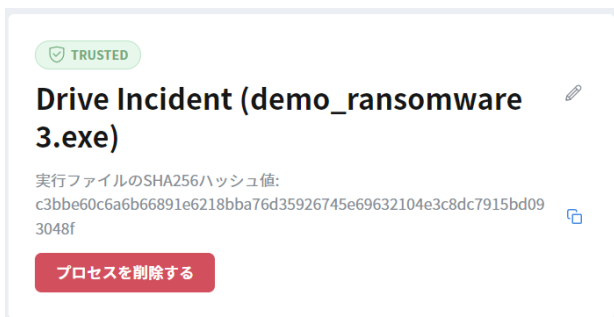 TRUSTED
Drive Incident (demo_ransomware
3.exe)
実行ファイルのSHA256ハッシュ値:
c3bbe60c6a6b66891e6218bba76d35926745e69632104e3c8dc7915bd09
3048f
プロセスを削除する